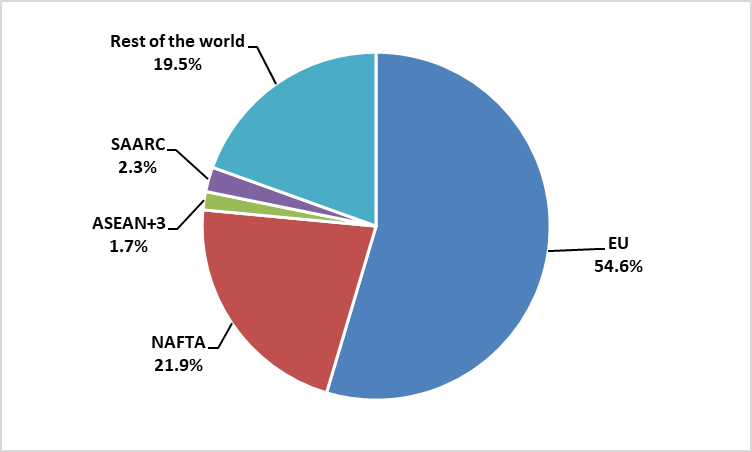 Rest of the world
19.5%
SAARC
2.3%
ASEAN+3
1.7%
EU
54.6%
NAFTA
21.9%